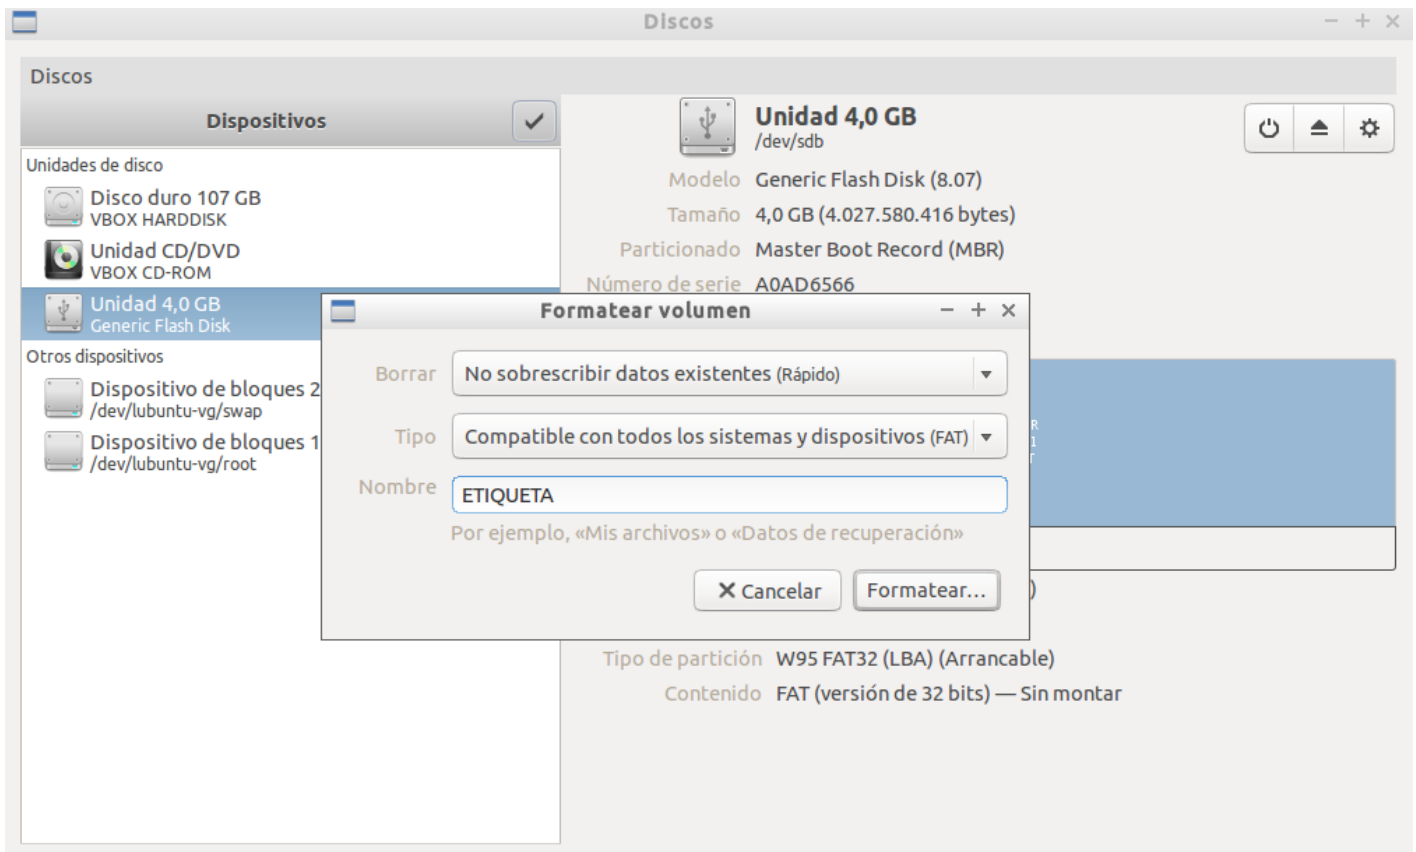 Discos
Discos
Dispositivos
Unidades de disco
Disco duro 107 GB
VBOX HARDDISK
Unidad CD/DVD
VBOX CD-ROM
Unidad 4,0 GB
Generic Flash Disk
Otros dispositivos
Dispositivo de bloques 2
/dev/lubuntu-vg/swap
Dispositivo de bloques 1
/dev/lubuntu-vg/root
Unidad 4,0 GB
/dev/sdb
Modelo Generic Flash Disk (8.07)
Tamaño 4,0 GB (4.027.580.416 bytes)
Particionado Master Boot Record (MBR)
Número de serie A0AD6566
Formatear volumen
Borrar No sobrescribir datos existentes (Rápido)
Tipo Compatible con todos los sistemas y dispositivos (FAT)
Nombre ETIQUETA
Por ejemplo, «Mis archivos» o «Datos de recuperación»
Cancelar Formatear...
Tipo de partición W95 FAT32 (LBA) (Arrancable)
Contenido FAT (versión de 32 bits) — Sin montar